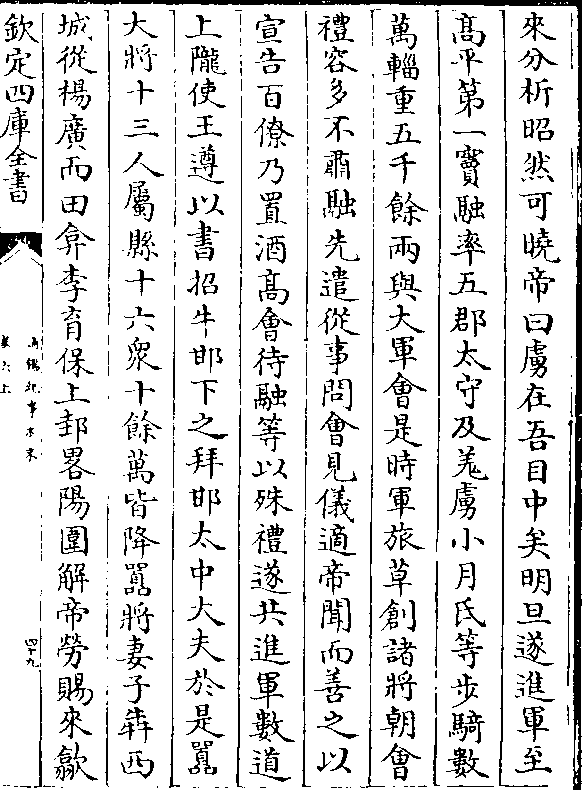 來分析昭然可曉帝曰虜在吾目中矣明旦遂進軍至
髙平第一竇融率五郡太守及羌虜小月氏等步騎數
萬輜重五千餘兩與大軍會是時軍旅草創諸將朝會
禮容多不肅融先遣從事問會見儀適帝聞而善之以
宣告百僚乃置酒髙會待融等以殊禮遂共進軍數道
上隴使王遵以書招牛邯下之拜邯太中大夫於是囂
大將十三人屬縣十六衆十餘萬皆降囂將妻子犇西
城從楊廣而田弇李育保上邽畧陽圍解帝勞賜來歙
欽定四庫全書
通鑑紀事本末
卷六上
四十九